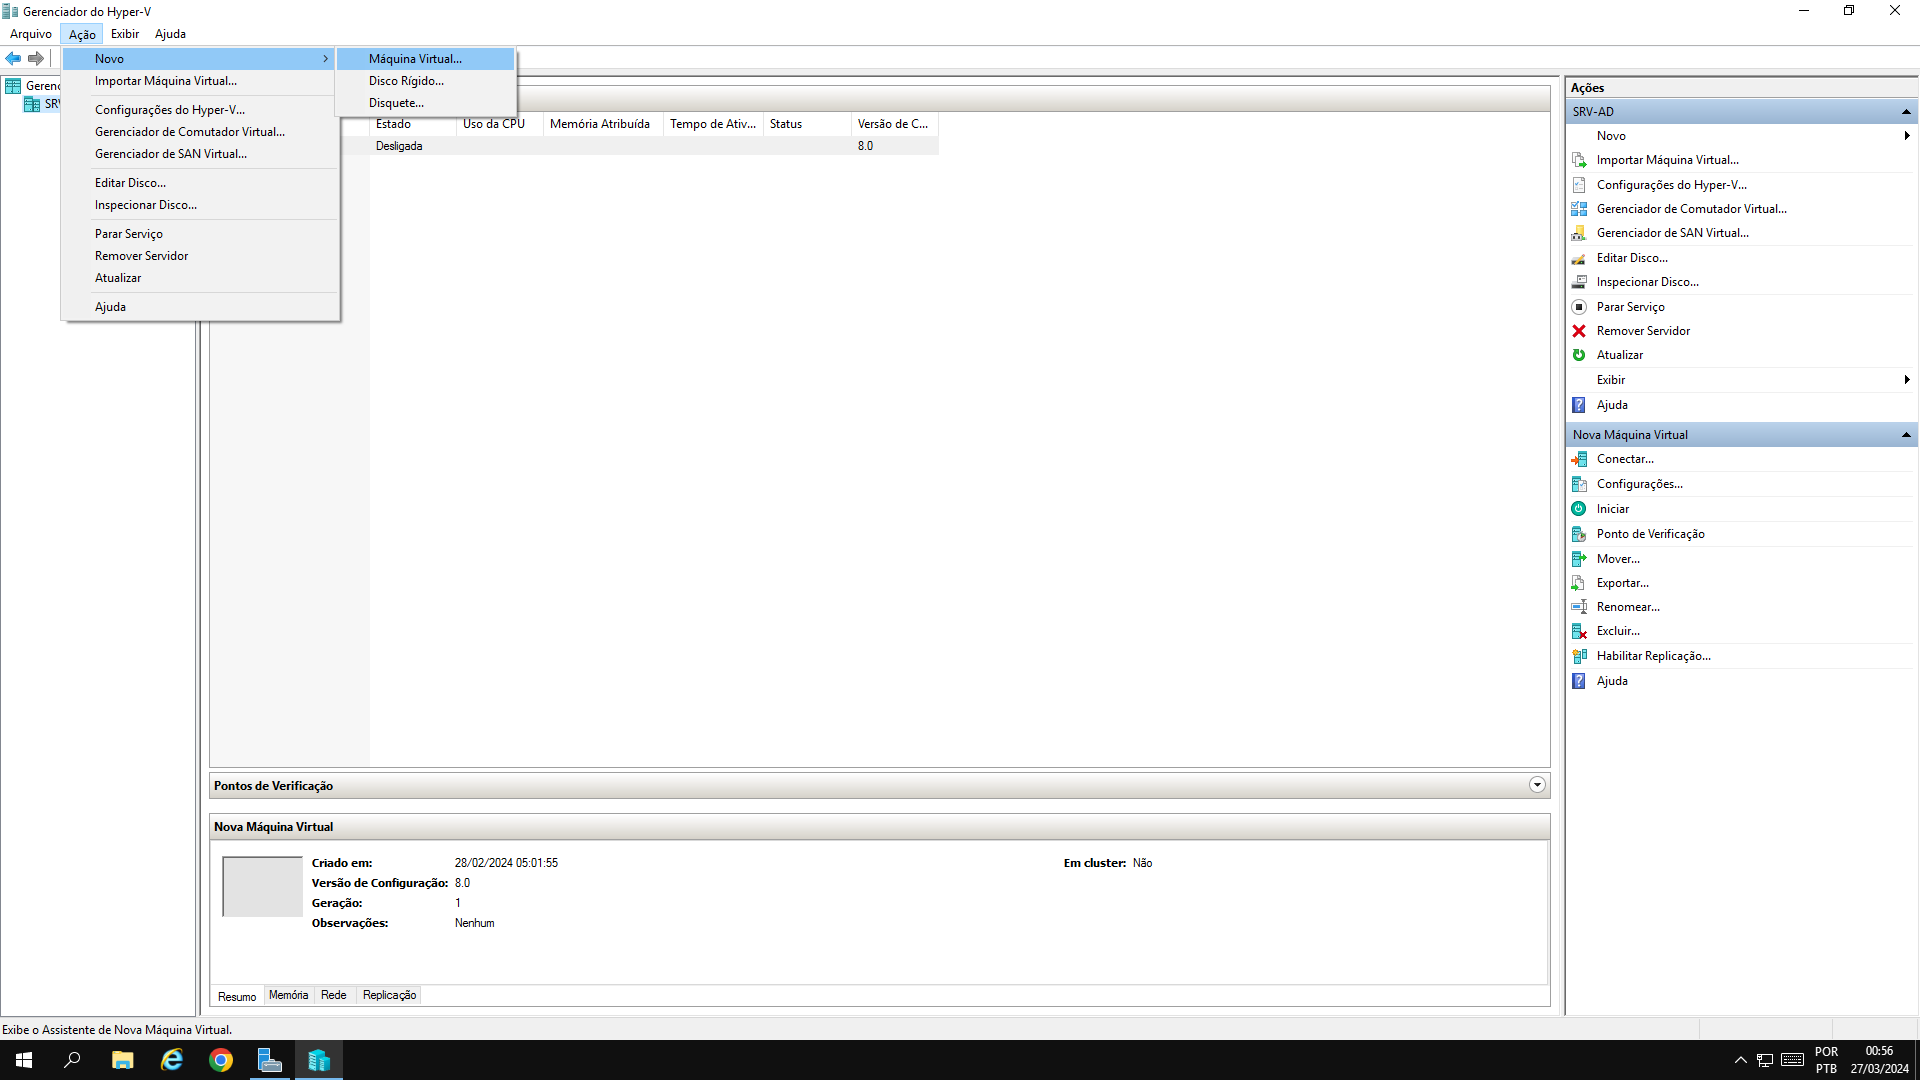 Gerenciador do Hyper-V
Arquivo Ação Exibir Ajuda
Novo
Importar Máquina Virtual...
Configurações do Hyper-V...
Gerenciador de Comutador Virtual...
Gerenciador de SAN Virtual...
Editar Disco...
Inspecionar Disco...
Parar Serviço
Remover Servidor
Atualizar
Ajuda
Máquina Virtual...
Disco Rígido...
Disquete...
Gerenc
SRV
Estado Uso da CPU Memória Atribuída Tempo de Ativ... Status Versão de C...
Desligada 8.0
Pontos de Verificação
Nova Máquina Virtual
Criado em: 28/02/2024 05:01:55 Em cluster: Não
Versão de Configuração: 8.0
Geração: 1
Observações: Nenhum
Resumo Memória Rede Replicação
Ações
SRV-AD
Novo
Importar Máquina Virtual...
Configurações do Hyper-V...
Gerenciador de Comutador Virtual...
Gerenciador de SAN Virtual...
Editar Disco...
Inspecionar Disco...
Parar Serviço
Remover Servidor
Atualizar
Exibir
Ajuda
Nova Máquina Virtual
Conectar...
Configurações...
Iniciar
Ponto de Verificação
Mover...
Exportar...
Renomear...
Excluir...
Habilitar Replicação...
Ajuda
Exibe o Assistente de Nova Máquina Virtual.
POR 00:56
PTB 27/03/2024